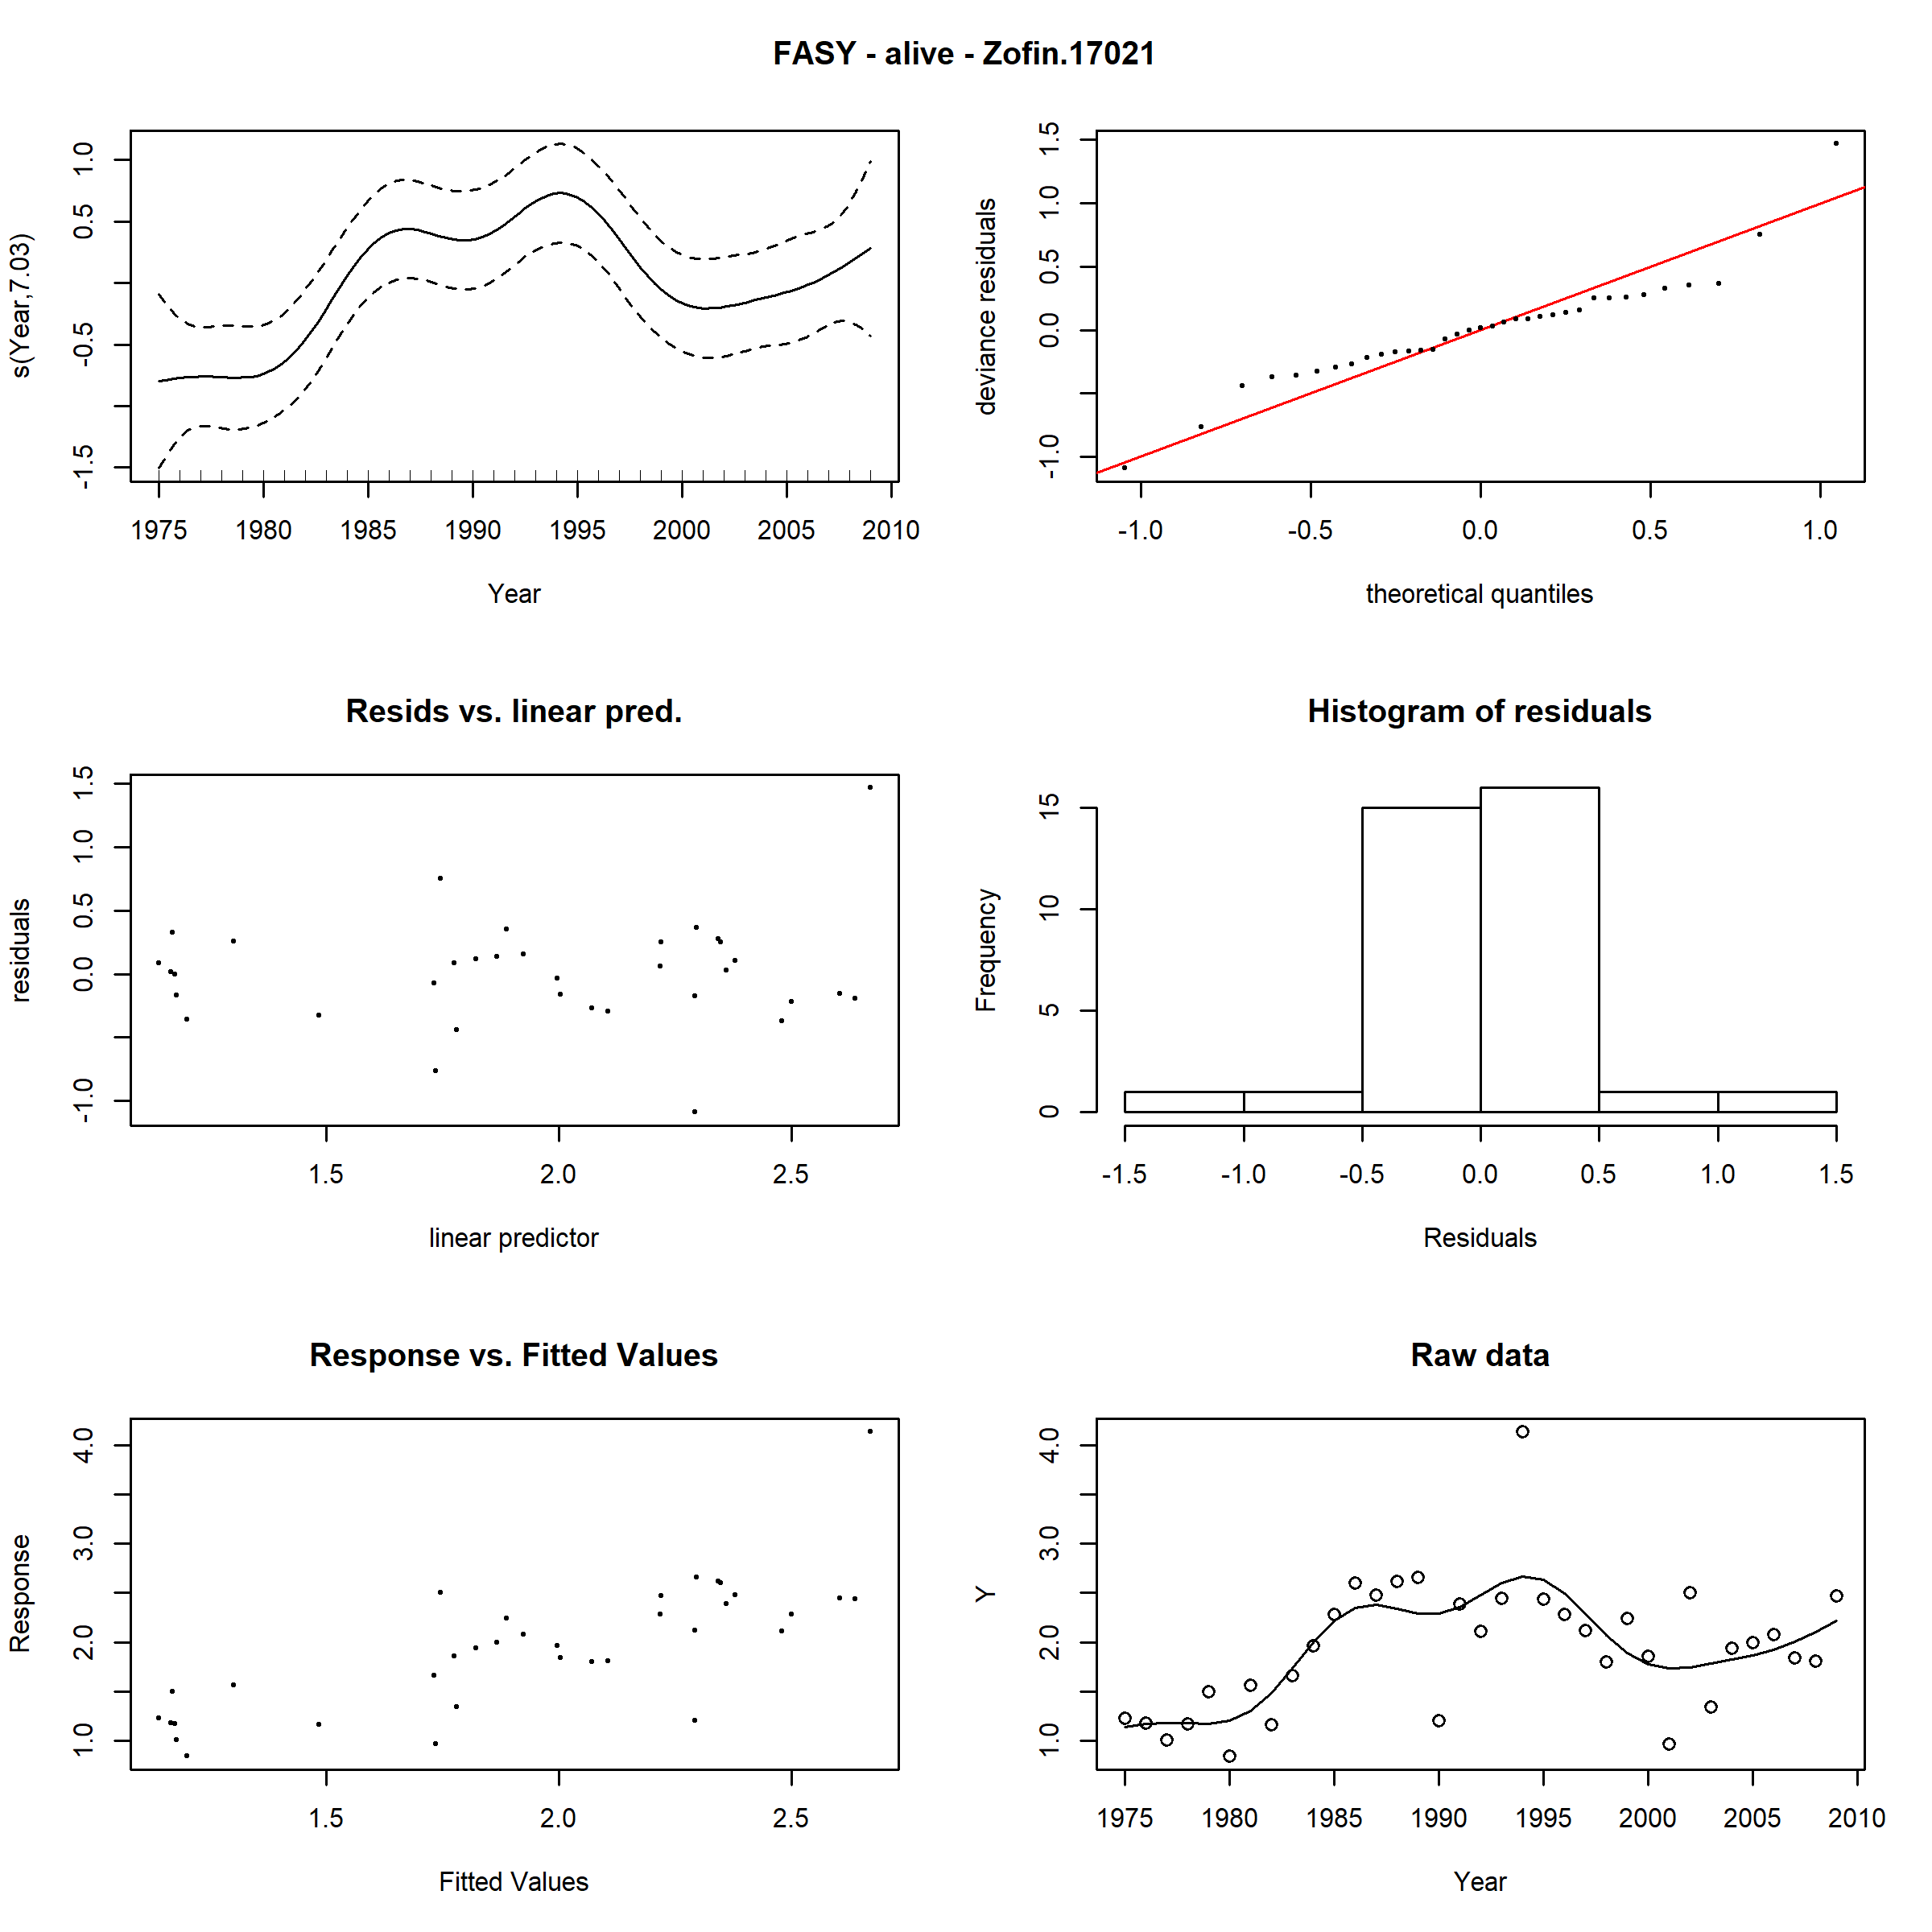 FASY - alive - Zofin.17021
s(Year,7.03)
1.0
0.5
-0.5
-1.5
1975 1980 1985 1990 1995 2000 2005 2010
Year
deviance residuals
1.5
1.0
0.5
0.0
-1.0
-1.0 -0.5 0.0 0.5 1.0
theoretical quantiles
Resids vs. linear pred.
residuals
1.5
1.0
0.5
0.0
-1.0
1.5 2.0 2.5
linear predictor
Histogram of residuals
Frequency
15
10
5
0
-1.5 -1.0 -0.5 0.0 0.5 1.0 1.5
Residuals
Response vs. Fitted Values
Response
4.0
3.0
2.0
1.0
1.5 2.0 2.5
Fitted Values
Raw data
Y
4.0
3.0
2.0
1.0
1975 1980 1985 1990 1995 2000 2005 2010
Year